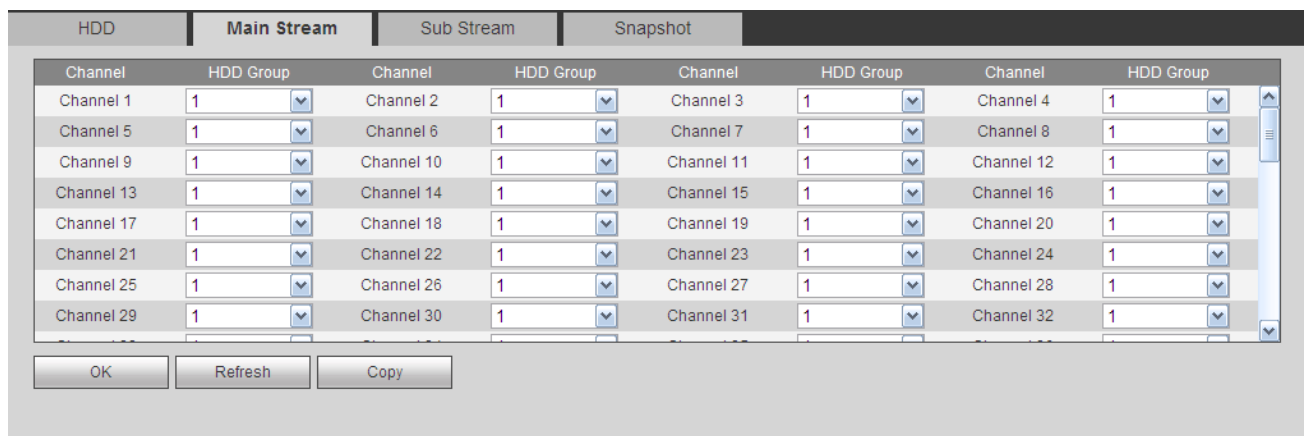 HDD Main Stream Sub Stream Snapshot
Channel HDD Group Channel HDD Group Channel HDD Group Channel HDD Group
Channel 1 1 Channel 2 1 Channel 3 1 Channel 4 1
Channel 5 1 Channel 6 1 Channel 7 1 Channel 8 1
Channel 9 1 Channel 10 1 Channel 11 1 Channel 12 1
Channel 13 1 Channel 14 1 Channel 15 1 Channel 16 1
Channel 17 1 Channel 18 1 Channel 19 1 Channel 20 1
Channel 21 1 Channel 22 1 Channel 23 1 Channel 24 1
Channel 25 1 Channel 26 1 Channel 27 1 Channel 28 1
Channel 29 1 Channel 30 1 Channel 31 1 Channel 32 1
OK Refresh Copy